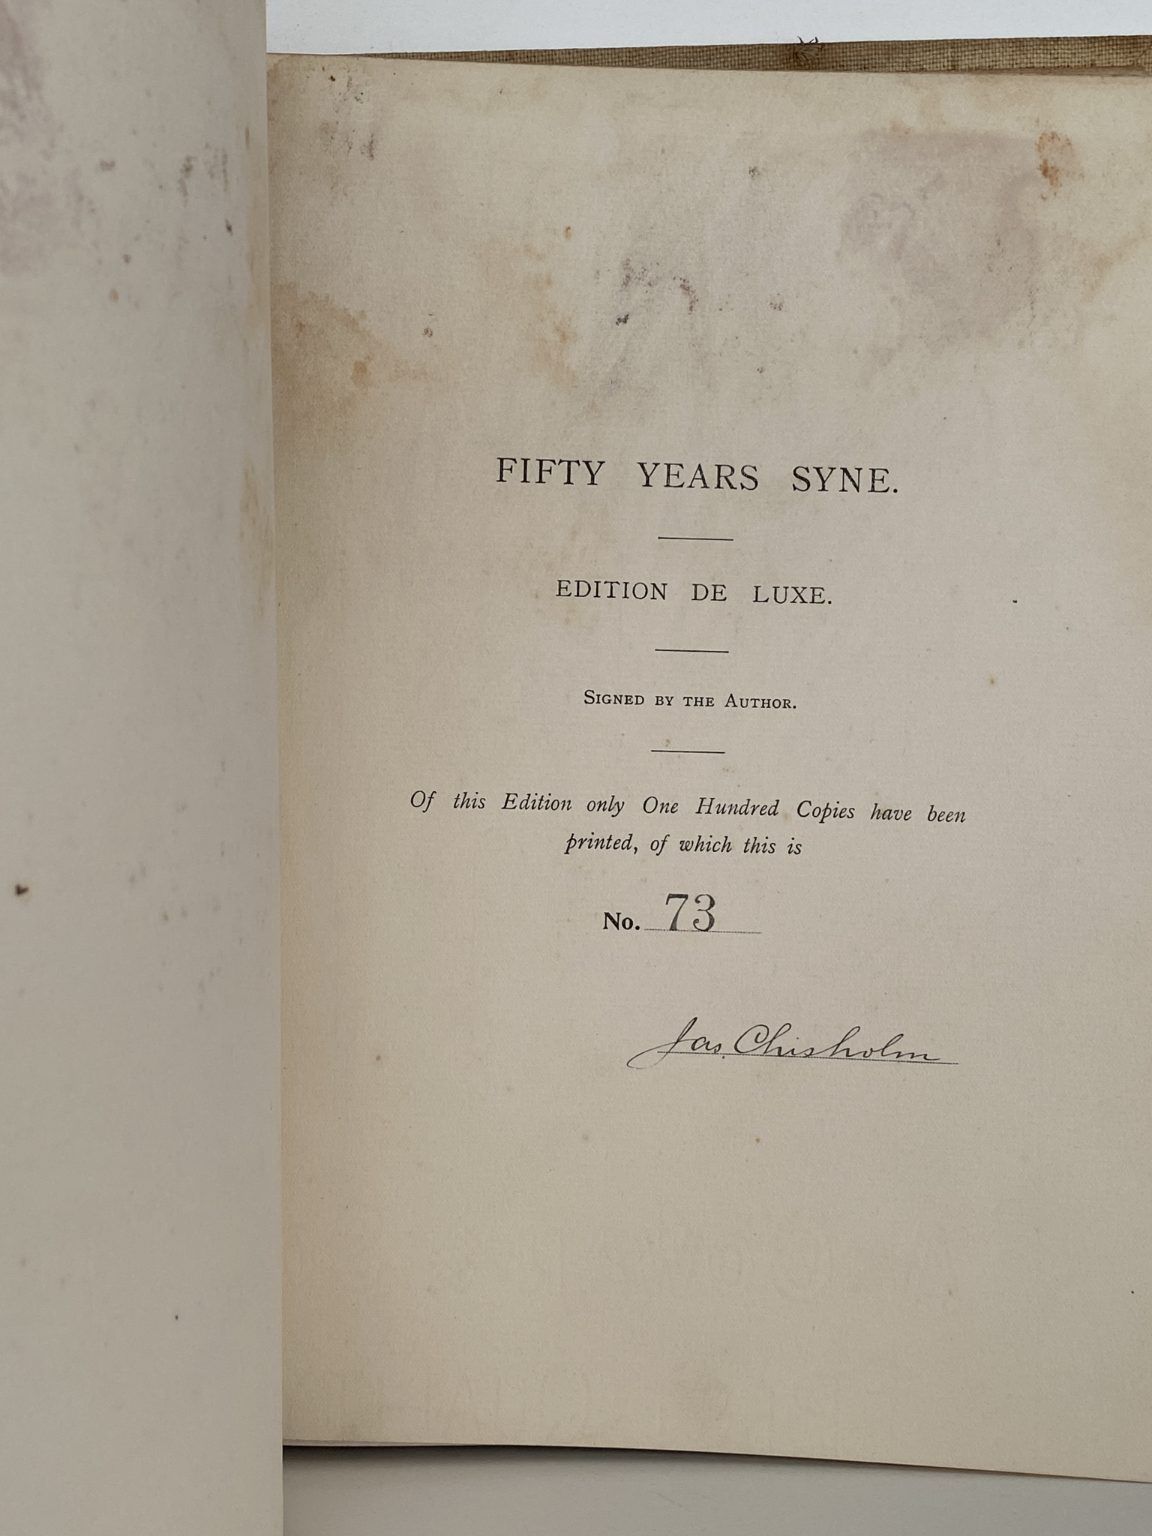 FIFTY YEARS SYNE.
EDITION DE LUXE.
SIGNED BY THE AUTHOR.
Of this Edition only One Hundred Copies have been
printed, of which this is
No. 73
Jas. Chisholm